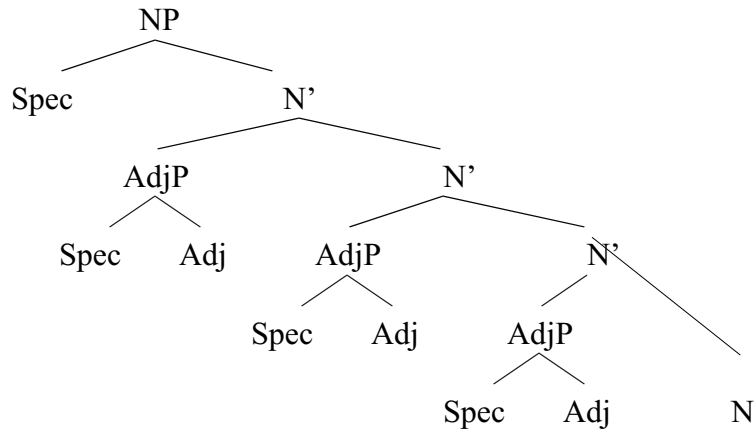 NP
Spec N’
AdjP N’
Spec Adj AdjP N’
Spec Adj AdjP
Spec Adj N